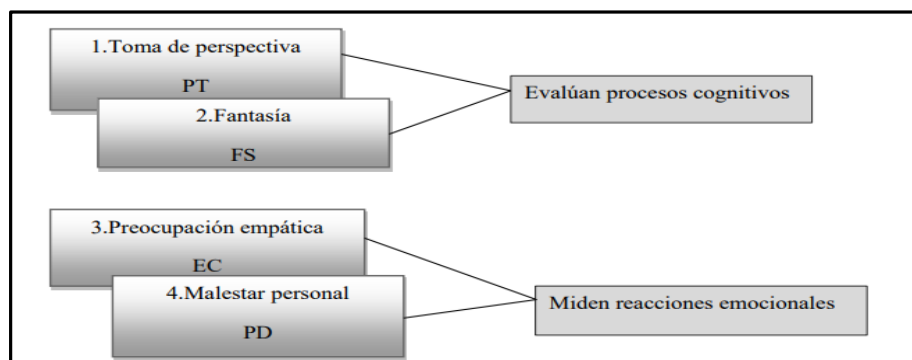 1.Toma de perspectiva
PT
2.Fantasía
FS
Evalúan procesos cognitivos
3.Preocupación empática
EC
4.Malestar personal
PD
Miden reacciones emocionales